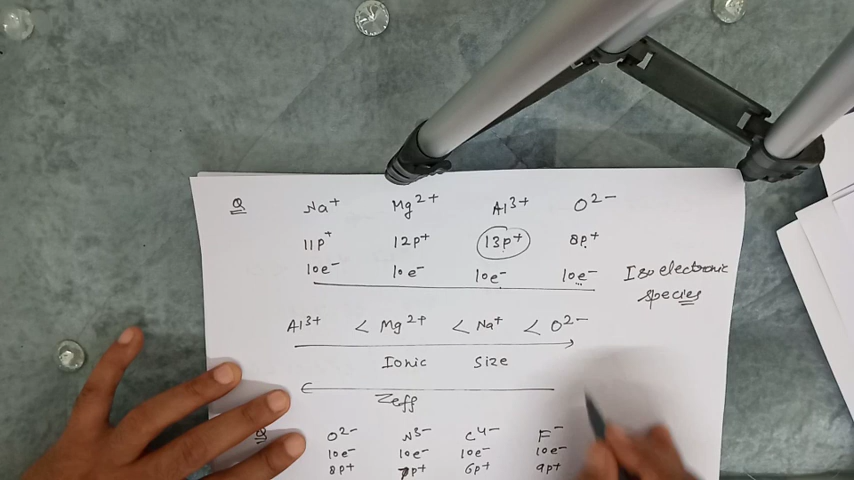 Q Na⁺ Mg²⁺ Al³⁺ O²⁻
11p⁺ 12p⁺ 13p⁺ 8p⁺
10e⁻ 10e⁻ 10e⁻ 10e⁻ Isoelectronic
species
Al³⁺ < Mg²⁺ < Na⁺ < O²⁻
Ionic Size
Zeff
Q O²⁻ N³⁻ C⁴⁻ F⁻
10e⁻ 10e⁻ 10e⁻ 10e⁻
8p⁺ 7p⁺ 6p⁺ 9p⁺